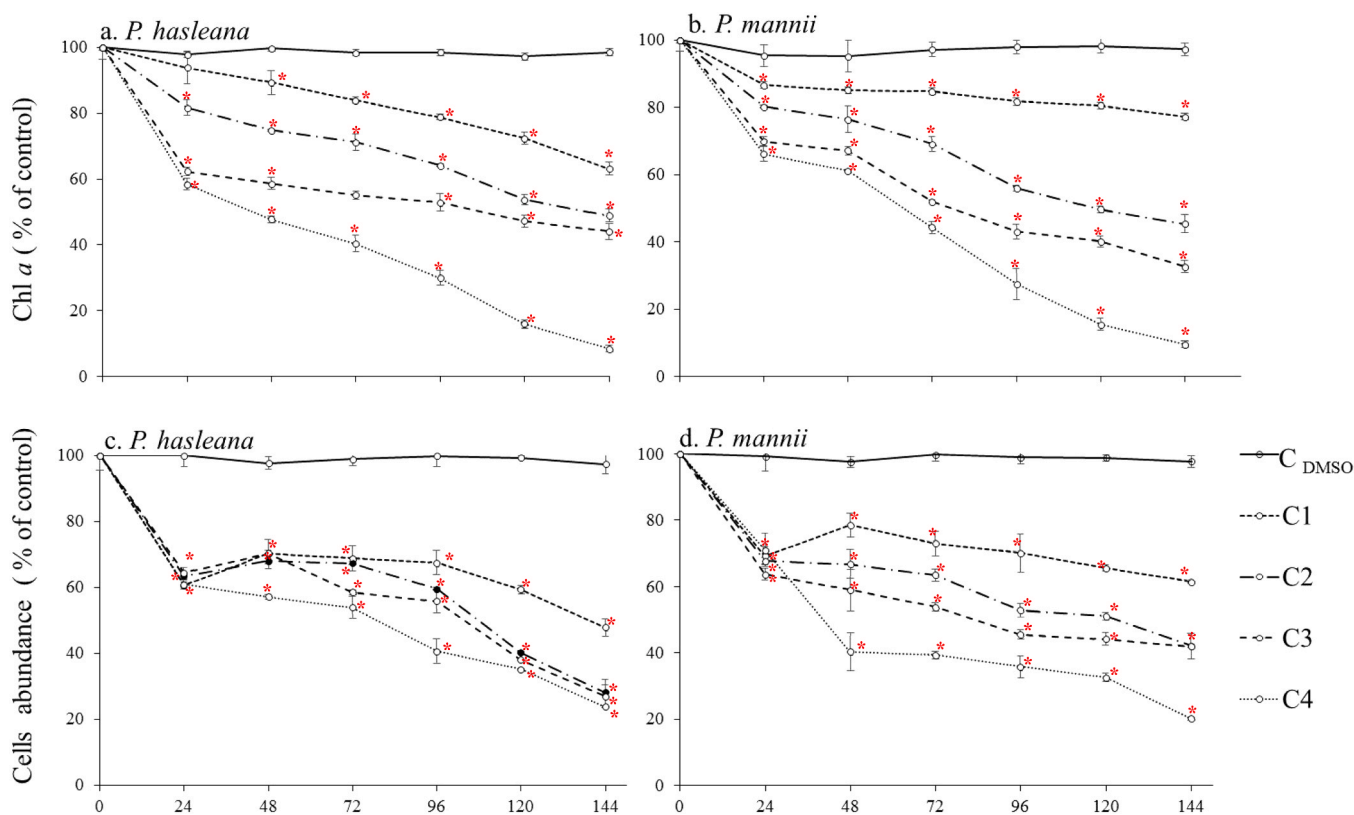 a. P. hasleana
b. P. mannii
Chl a ( % of control)
100
80
60
40
20
0
100
80
60
40
20
0
c. P. hasleana
d. P. mannii
Cells abundance ( % of control)
100
80
60
40
20
0
0 24 48 72 96 120 144
100
80
60
40
20
0
0 24 48 72 96 120 144
C DMSO
C1
C2
C3
C4